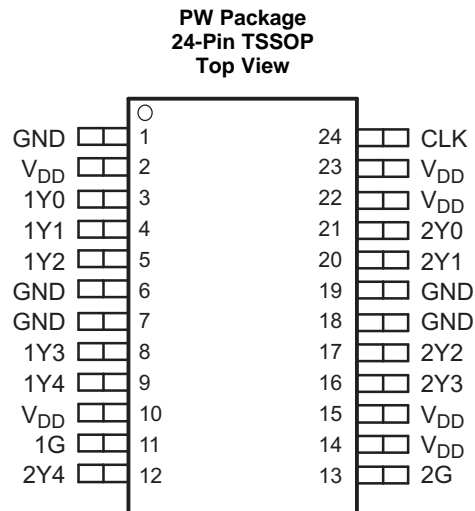 PW Package
24-Pin TSSOP
Top View
GND 1 24 CLK
VDD 2 23 VDD
1Y0 3 22 VDD
1Y1 4 21 2Y0
1Y2 5 20 2Y1
GND 6 19 GND
GND 7 18 GND
1Y3 8 17 2Y2
1Y4 9 16 2Y3
VDD 10 15 VDD
1G 11 14 VDD
2Y4 12 13 2G